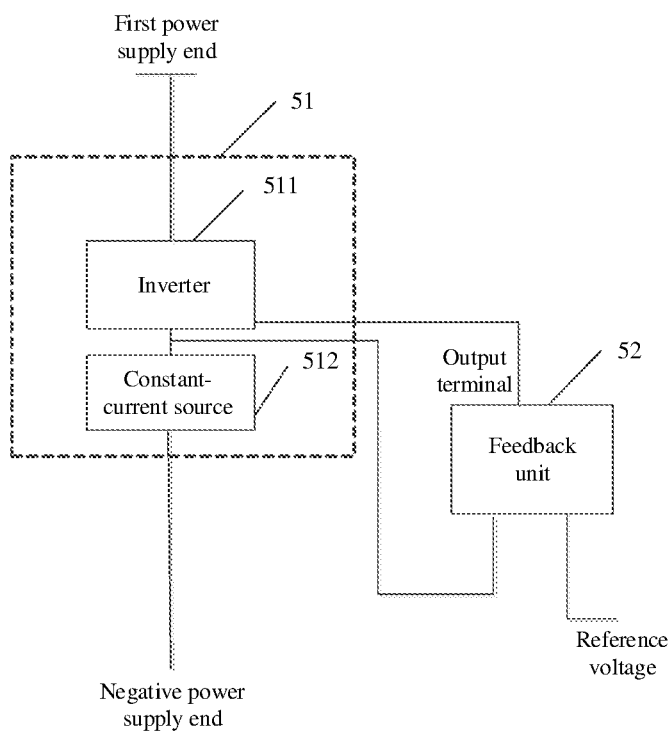 First power
supply end
51
511
Inverter
512
Constant-
current source
Output
terminal
52
Feedback
unit
Reference
voltage
Negative power
supply end